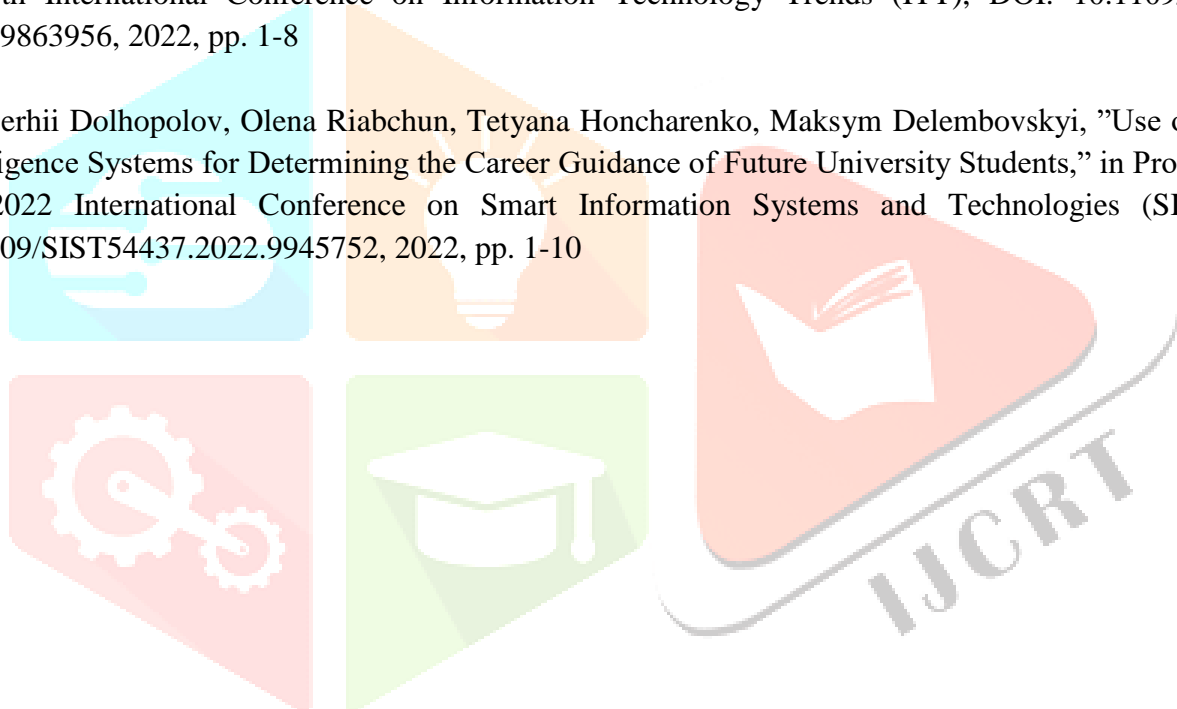 International Conference on Information Technology Trends (ITT), DOI: 10.1109
9863956, 2022, pp. 1-8
erhii Dolhopolov, Olena Riabchun, Tetyana Honcharenko, Maksym Delembovskyi, ”Use o
igence Systems for Determining the Career Guidance of Future University Students,” in Pro
2022 International Conference on Smart Information Systems and Technologies (SI
09/SIST54437.2022.9945752, 2022, pp. 1-10
IJCRT